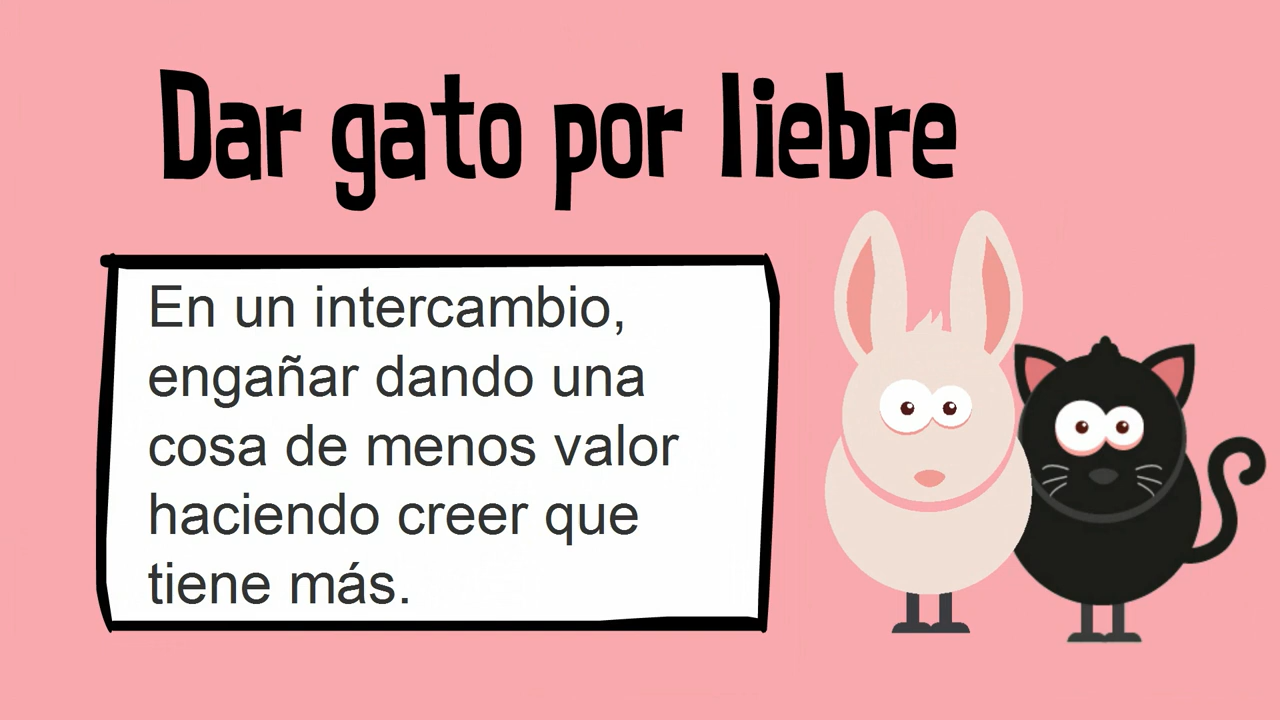 Dar gato por liebre
En un intercambio,
engañar dando una
cosa de menos valor
haciendo creer que
tiene más.